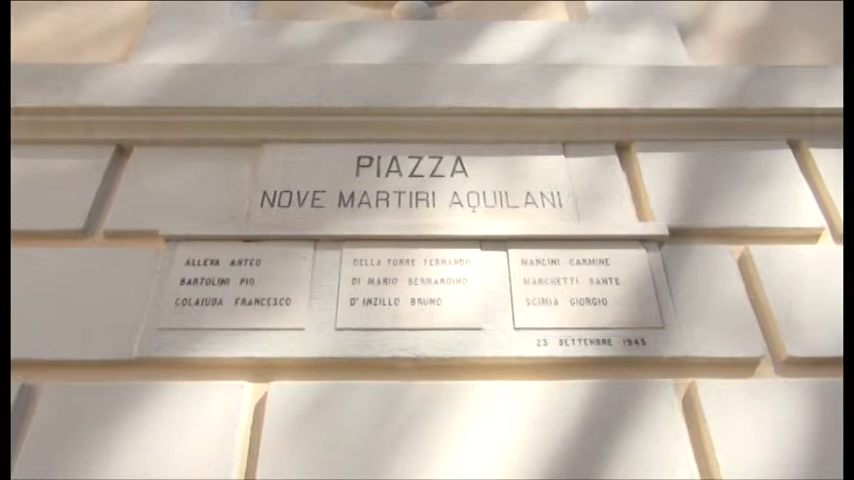 PIAZZA
NOVE MARTIRI AQUILANI
ALLEVA ANTEO
BARTOLINI PIO
COLAIUDA FRANCESCO
DELLA TORRE FERNANDO
DI MARIO BERNARDINO
D'INZILLO BRUNO
MANCINI CARMINE
MARCHETTI SANTE
SCIMIA GIORGIO
23 SETTEMBRE 1943